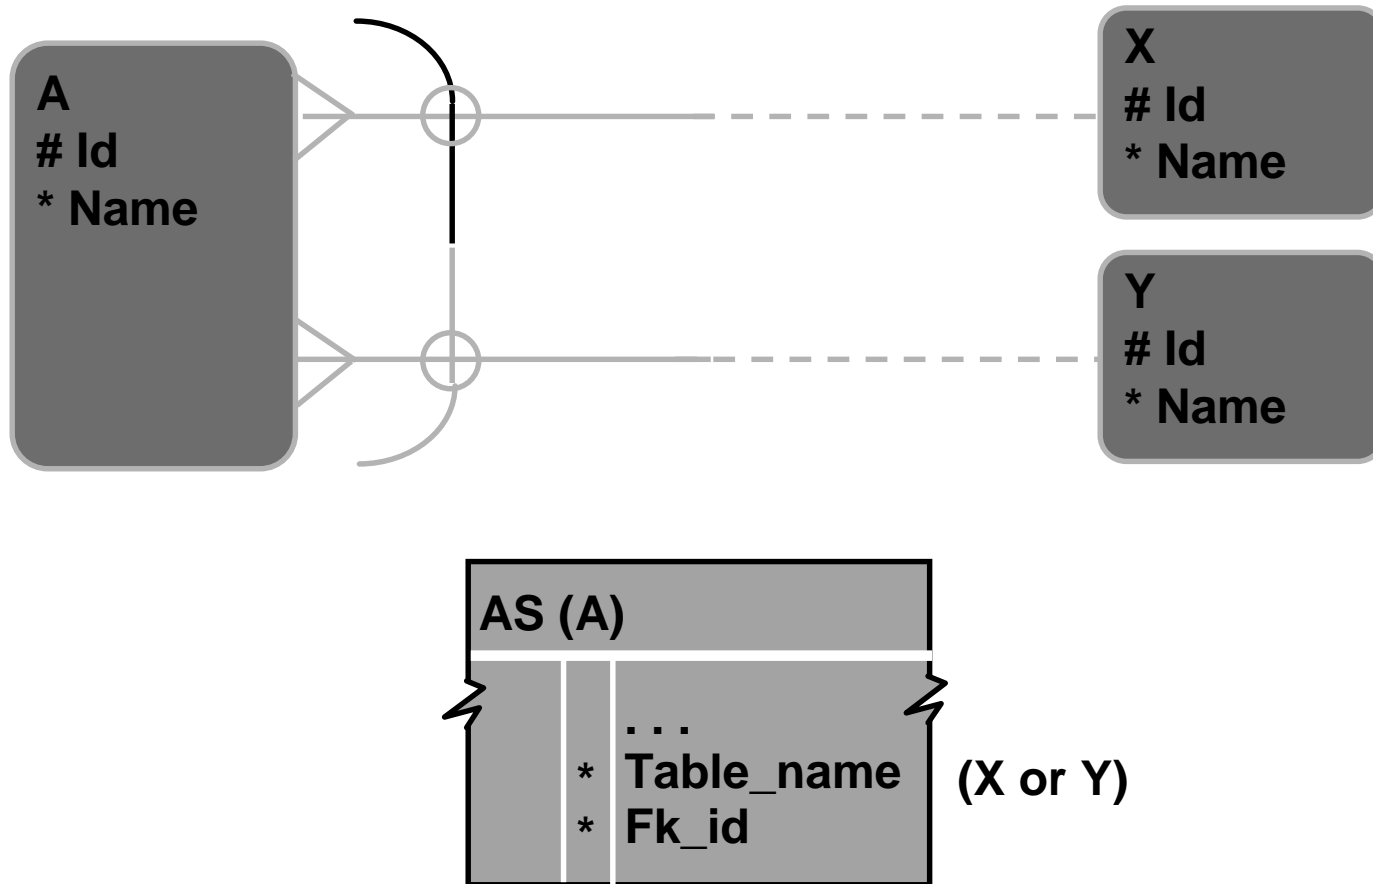 A
# Id
* Name
X
# Id
* Name
Y
# Id
* Name
AS (A)
. . .
* Table_name (X or Y)
* Fk_id